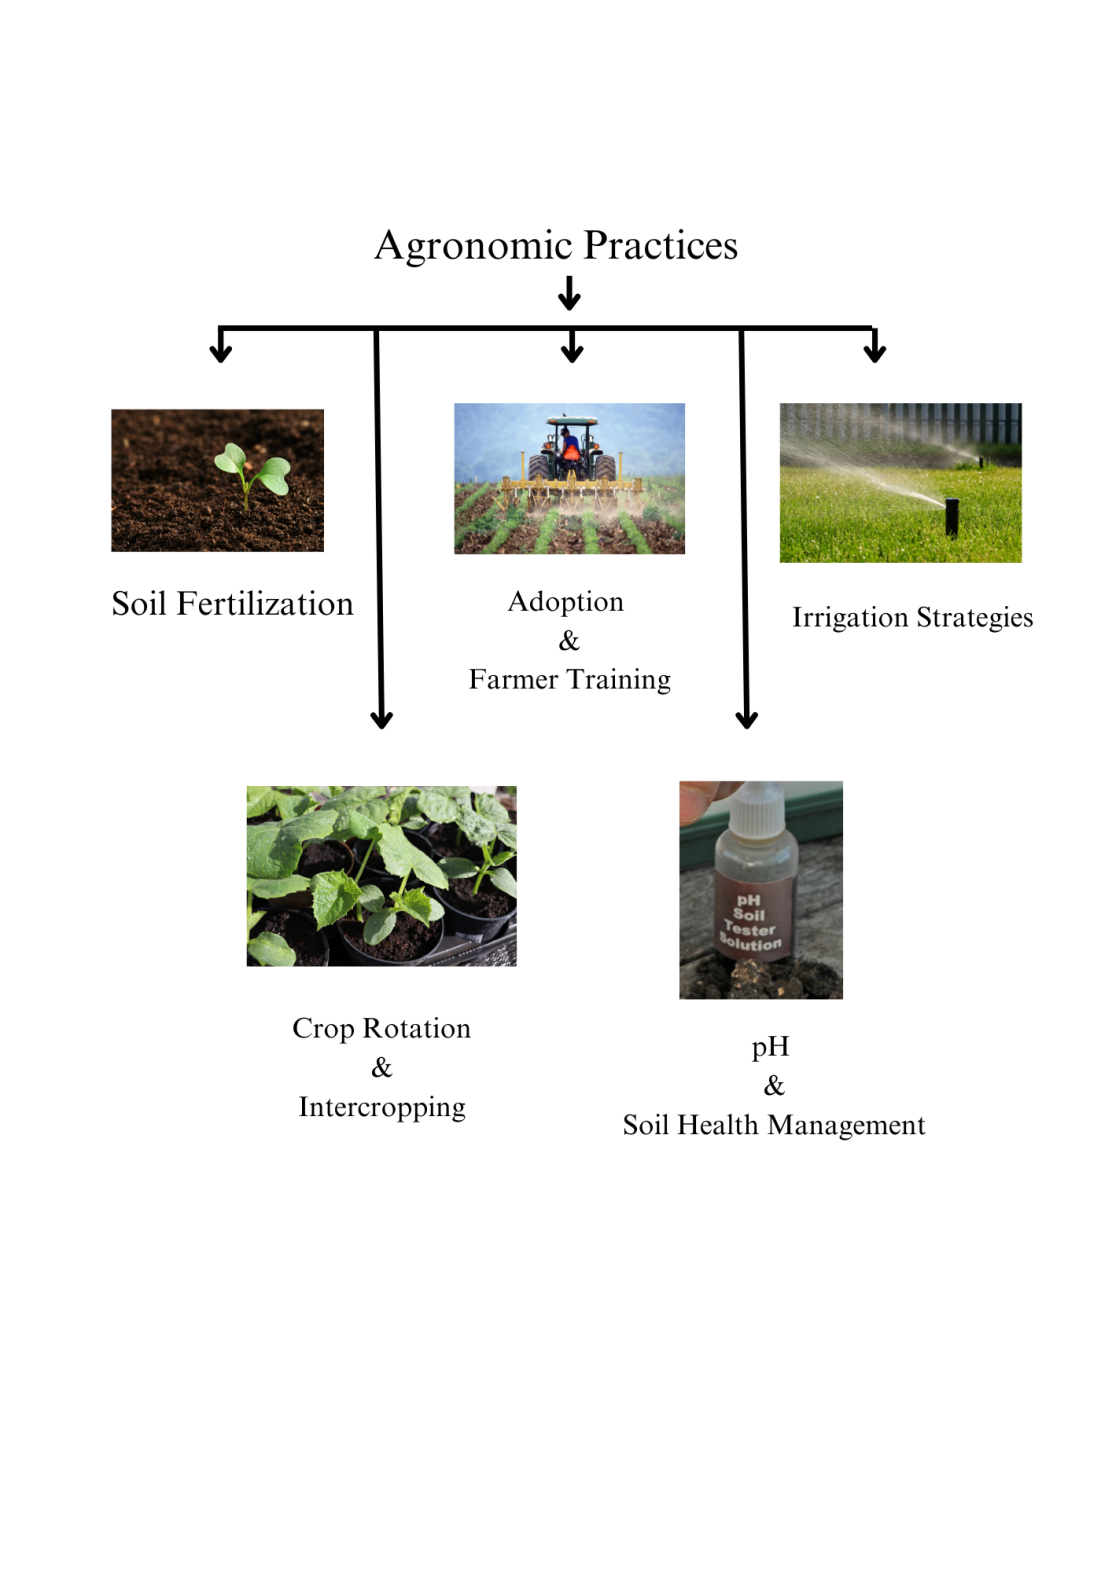 Agronomic Practices
Soil Fertilization
Adoption
&
Farmer Training
Irrigation Strategies
Crop Rotation
&
Intercropping
pH
Soil
Tester
Solution
pH
&
Soil Health Management